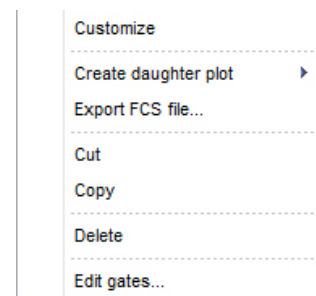 Customize
Create daughter plot
Export FCS file...
Cut
Copy
Delete
Edit gates...